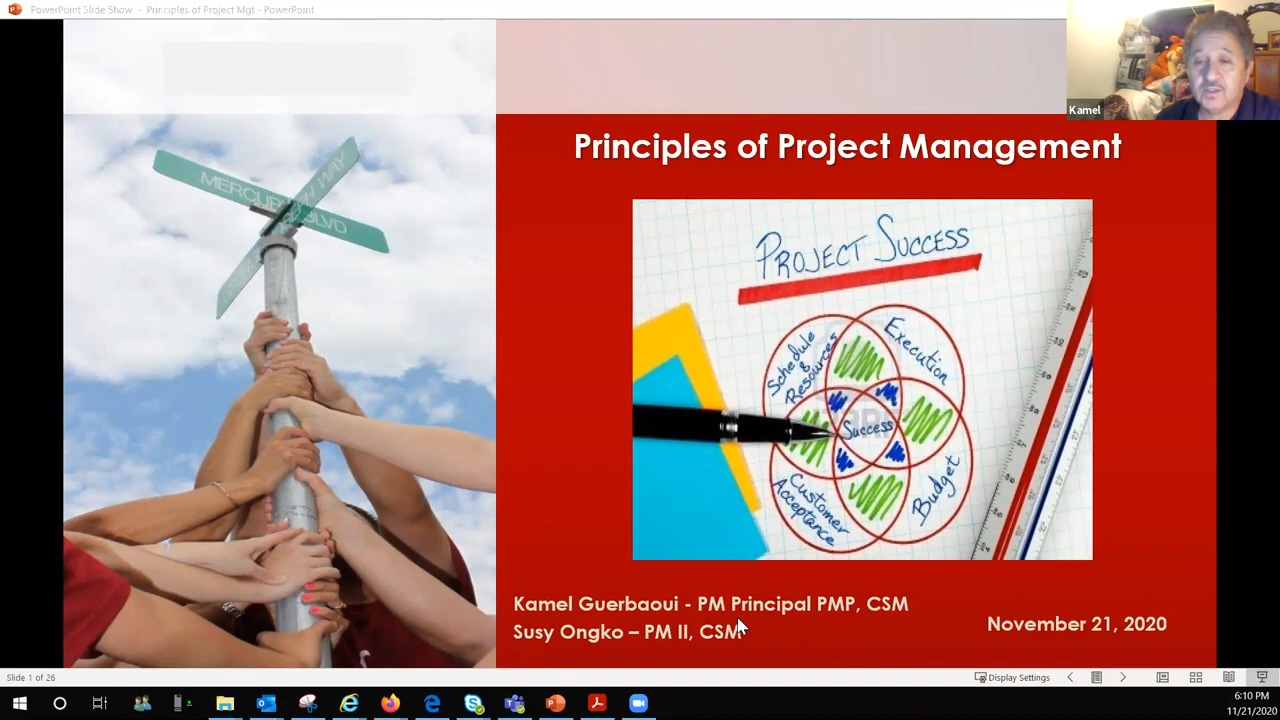 PowerPoint Slide Show - Principles of Project Mgt - PowerPoint
Kamel
Principles of Project Management
MERCURY BLVD
WAY
PROJECT SUCCESS
Schedule
&
Resources
Execution
Success
Customer
Acceptance
Budget
Kamel Guerbaoui - PM Principal PMP, CSM
Susy Ongko – PM II, CSM
November 21, 2020
Slide 1 of 26
Display Settings
6:10 PM
11/21/2020